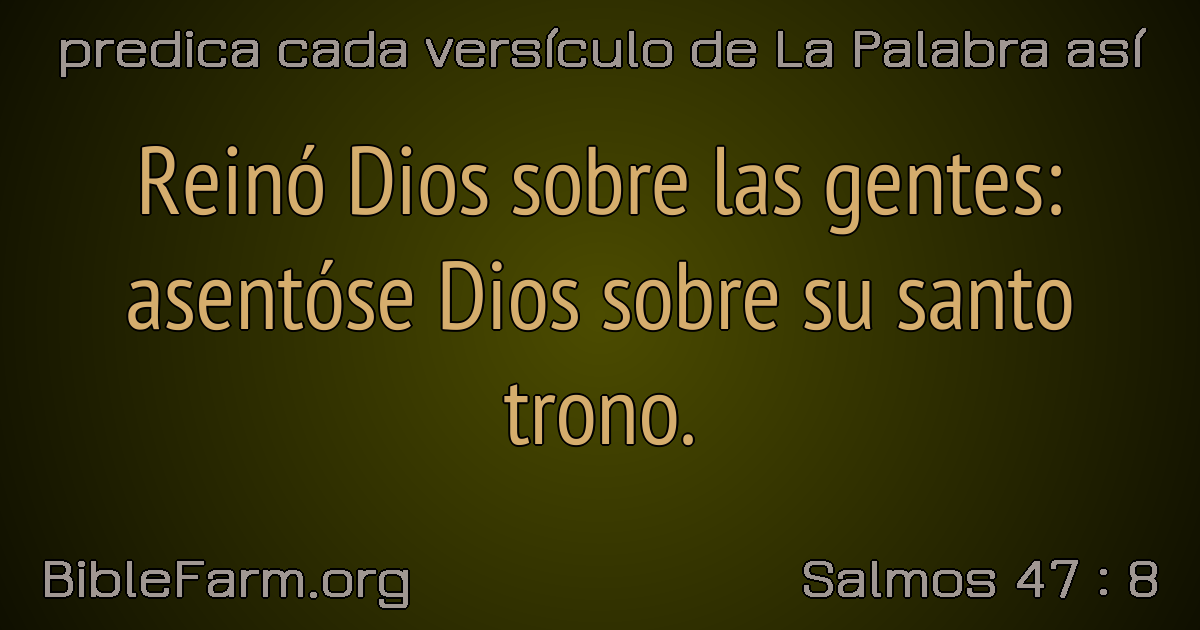 predica cada versículo de La Palabra así
Reinó Dios sobre las gentes:
asentóse Dios sobre su santo
trono.
BibleFarm.org
Salmos 47 : 8